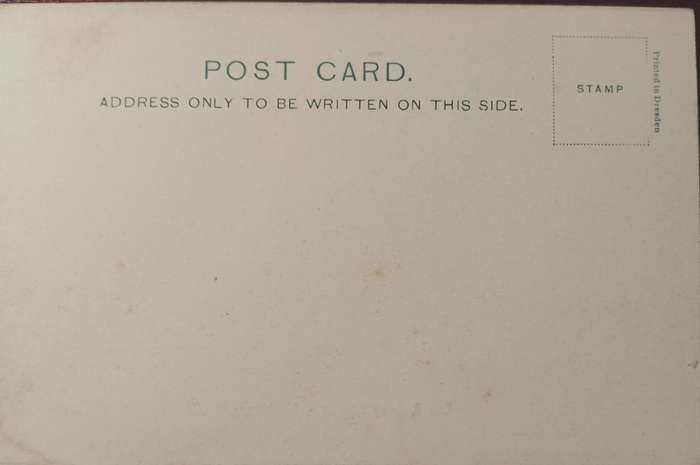 POST CARD.
ADDRESS ONLY TO BE WRITTEN ON THIS SIDE.
STAMP
Printed in Dresden